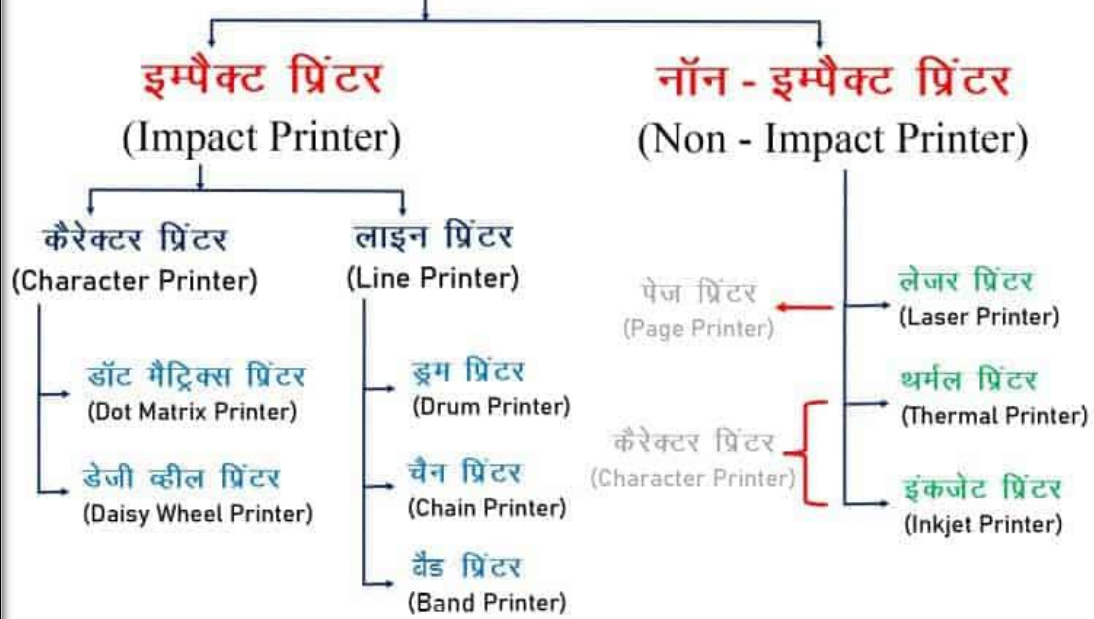 इम्पैक्ट प्रिंटर
(Impact Printer)
कैरेक्टर प्रिंटर
(Character Printer)
डॉट मैट्रिक्स प्रिंटर
(Dot Matrix Printer)
डेजी व्हील प्रिंटर
(Daisy Wheel Printer)
लाइन प्रिंटर
(Line Printer)
ड्रम प्रिंटर
(Drum Printer)
चैन प्रिंटर
(Chain Printer)
बैंड प्रिंटर
(Band Printer)
नॉन - इम्पैक्ट प्रिंटर
(Non - Impact Printer)
पेज प्रिंटर
(Page Printer)
लेजर प्रिंटर
(Laser Printer)
कैरेक्टर प्रिंटर
(Character Printer)
थर्मल प्रिंटर
(Thermal Printer)
इंकजेट प्रिंटर
(Inkjet Printer)